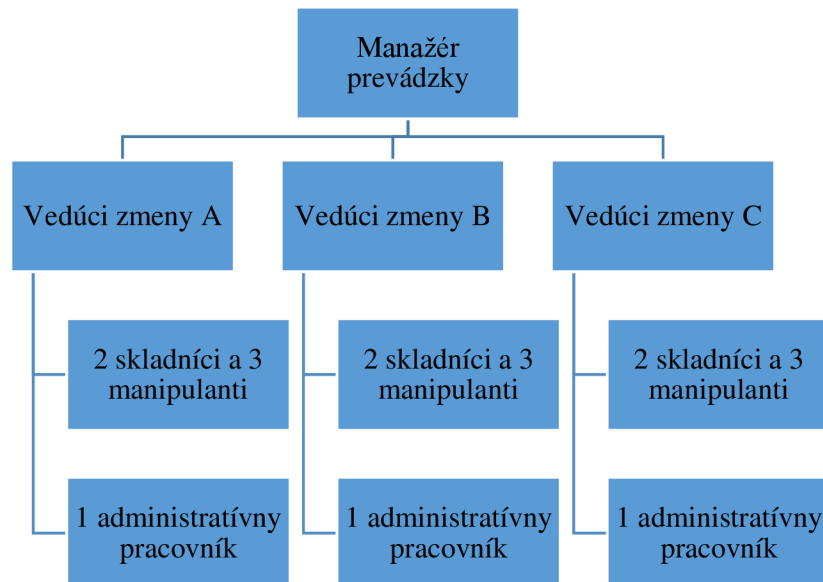 Manažér
prevádzky
Vedúci zmeny A
Vedúci zmeny B
Vedúci zmeny C
2 skladníci a 3
manipulanti
2 skladníci a 3
manipulanti
2 skladníci a 3
manipulanti
1 administratívny
pracovník
1 administratívny
pracovník
1 administratívny
pracovník